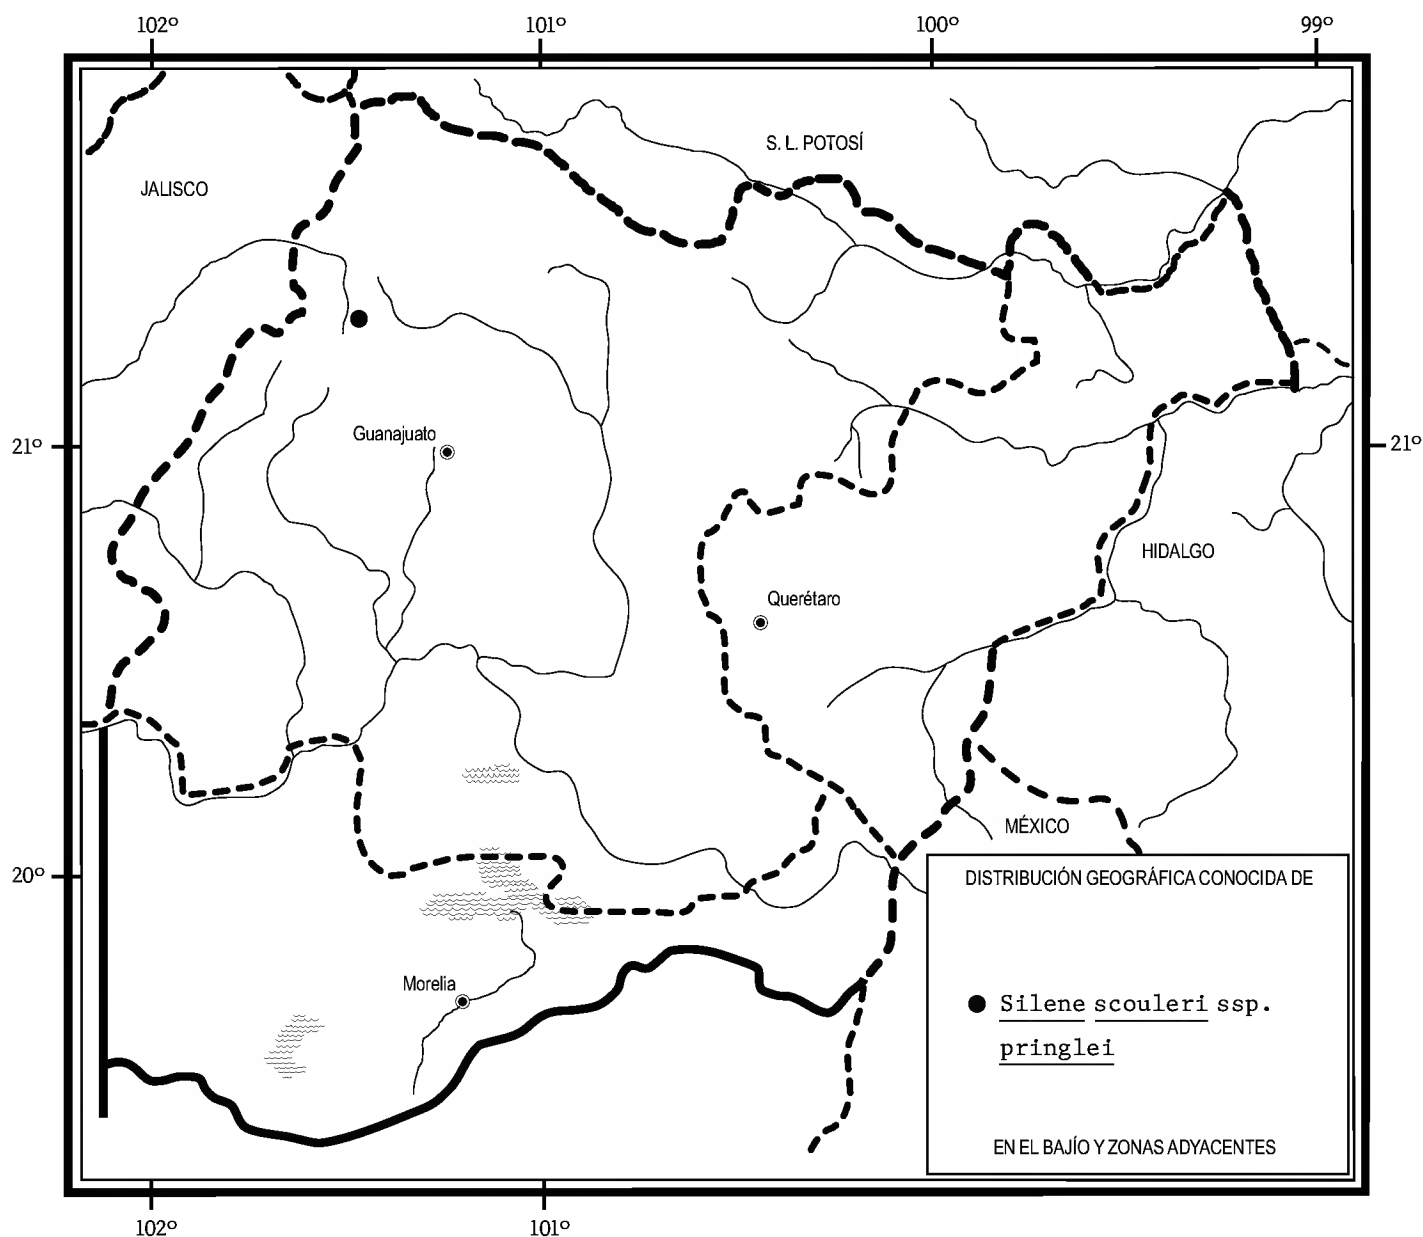 102º 101º 100º 99º
S. L. POTOSÍ
JALISCO
Guanajuato
21º 21º
HIDALGO
Querétaro
MÉXICO
20º
DISTRIBUCIÓN GEOGRÁFICA CONOCIDA DE
Morelia
Silene scouleri ssp.
pringlei
EN EL BAJÍO Y ZONAS ADYACENTES
102º 101º